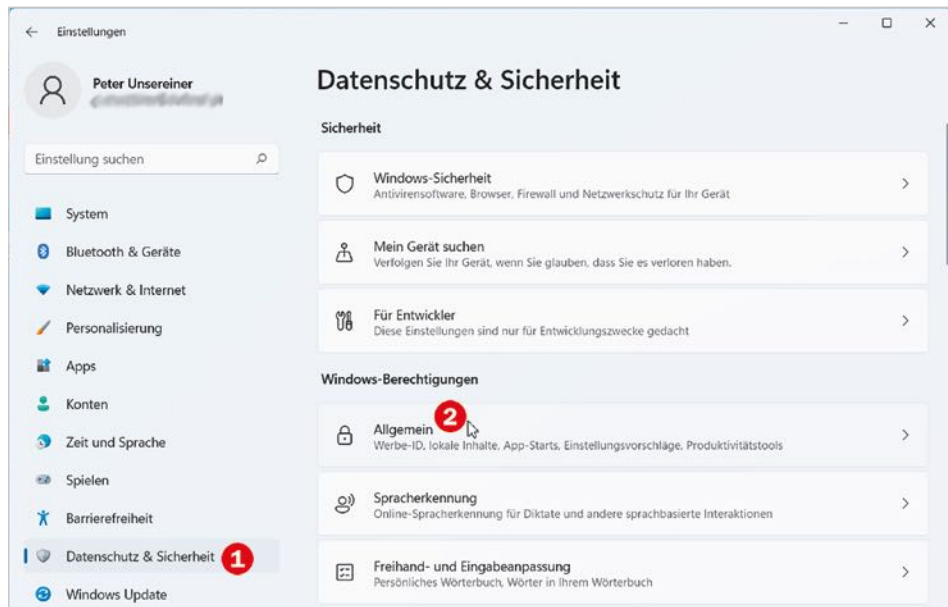 Einstellungen
Peter Unsereiner
Einstellung suchen
System
Bluetooth & Geräte
Netzwerk & Internet
Personalisierung
Apps
Konten
Zeit und Sprache
Spielen
Barrierefreiheit
Datenschutz & Sicherheit 1
Windows Update
Datenschutz & Sicherheit
Sicherheit
Windows-Sicherheit
Antivirensoftware, Browser, Firewall und Netzwerkschutz für Ihr Gerät
Mein Gerät suchen
Verfolgen Sie Ihr Gerät, wenn Sie glauben, dass Sie es verloren haben.
Für Entwickler
Diese Einstellungen sind nur für Entwicklungszwecke gedacht
Windows-Berechtigungen
Allgemein 2
Werbe-ID, lokale Inhalte, App-Starts, Einstellungsvorschläge, Produktivitätstools
Spracherkennung
Online-Spracherkennung für Diktate und andere sprachbasierte Interaktionen
Freihand- und Eingabeanpassung
Persönliches Wörterbuch, Wörter in Ihrem Wörterbuch